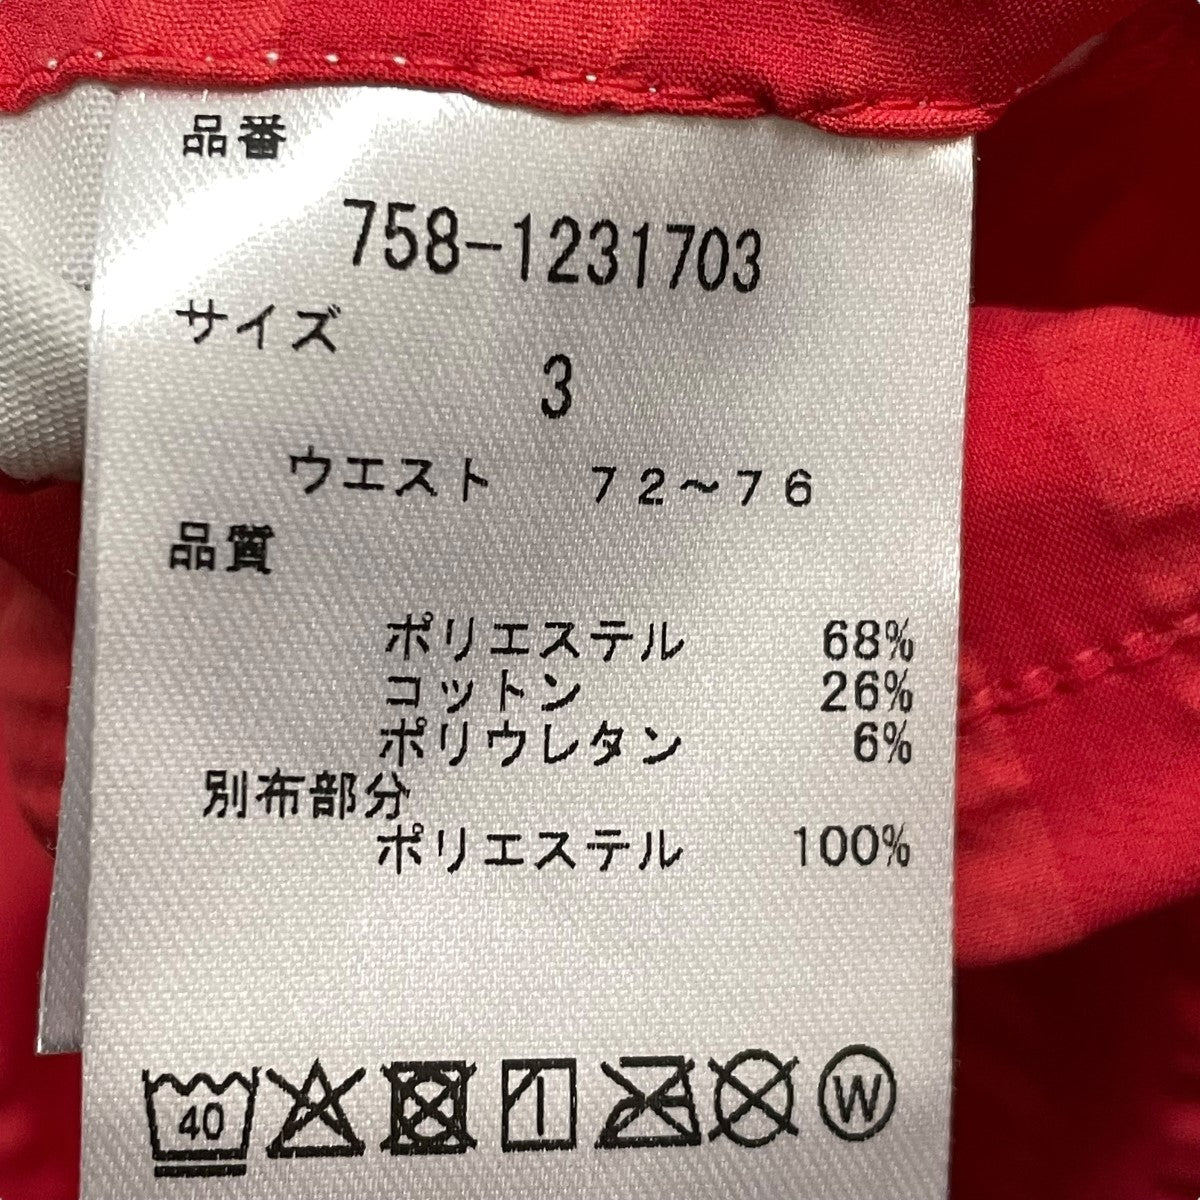 品番
758-1231703
サイズ
3
ウエスト 72～76
品質
ポリエステル 68%
コットン 26%
ポリウレタン 6%
別布部分
ポリエステル 100%
40 W